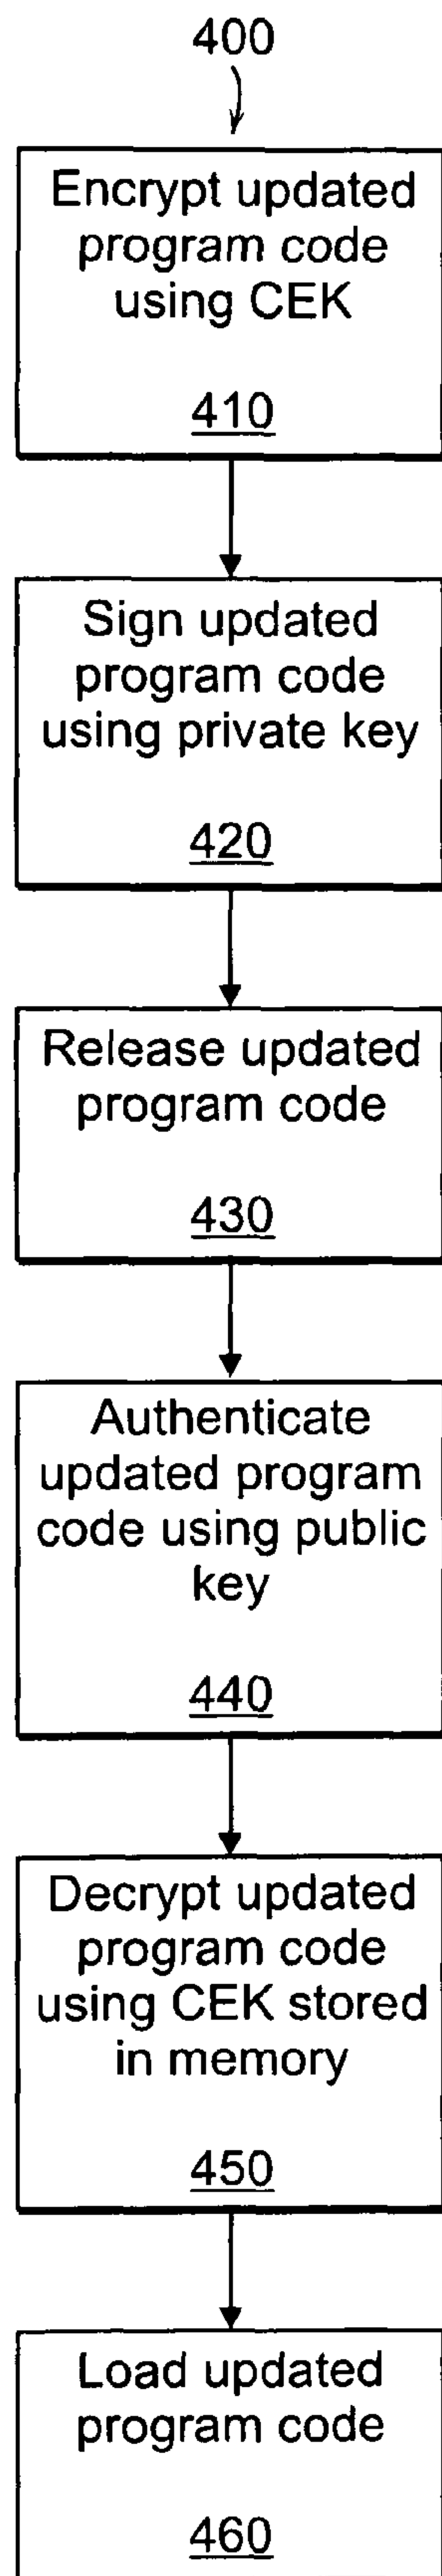 400
Encrypt updated
program code
using CEK
410
Sign updated
program code
using private key
420
Release updated
program code
430
Authenticate
updated program
code using public
key
440
Decrypt updated
program code
using CEK stored
in memory
450
Load updated
program code
460